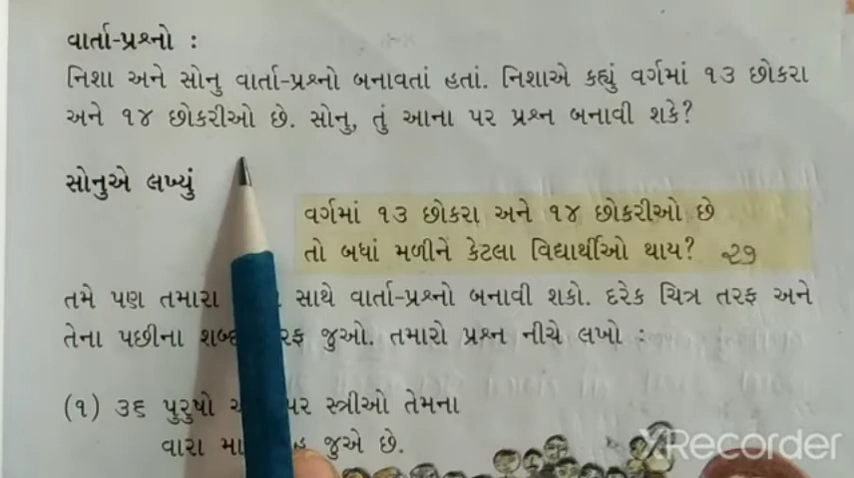 વાર્તા-પ્રશ્નો :
નિશા અને સોનુ વાર્તા-પ્રશ્નો બનાવતાં હતાં. નિશાએ કહ્યું વર્ગમાં ૧૩ છોકરા
અને ૧૪ છોકરીઓ છે. સોનુ, તું આના પર પ્રશ્ન બનાવી શકે?
સોનુએ લખ્યું
વર્ગમાં ૧૩ છોકરા અને ૧૪ છોકરીઓ છે
તો બધાં મળીને કેટલા વિદ્યાર્થીઓ થાય? ૨૭
તમે પણ તમારા સાથે વાર્તા-પ્રશ્નો બનાવી શકો. દરેક ચિત્ર તરફ અને
તેના પછીના જુઓ. તમારો પ્રશ્ન નીચે લખો :
(૧) ૩૬ પુરુષો સ્ત્રીઓ તેમના
વારા જુએ છે.
XRecorder